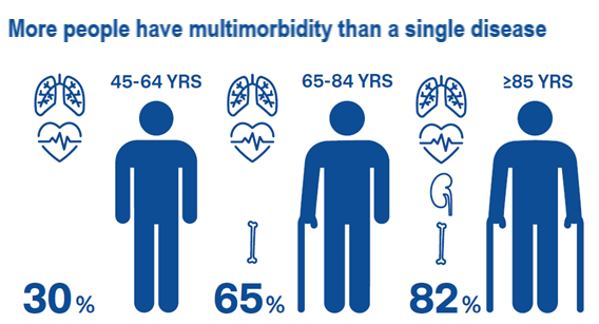 More people have multimorbidity than a single disease
45-64 YRS
65-84 YRS
≥85 YRS
30%
65%
82%